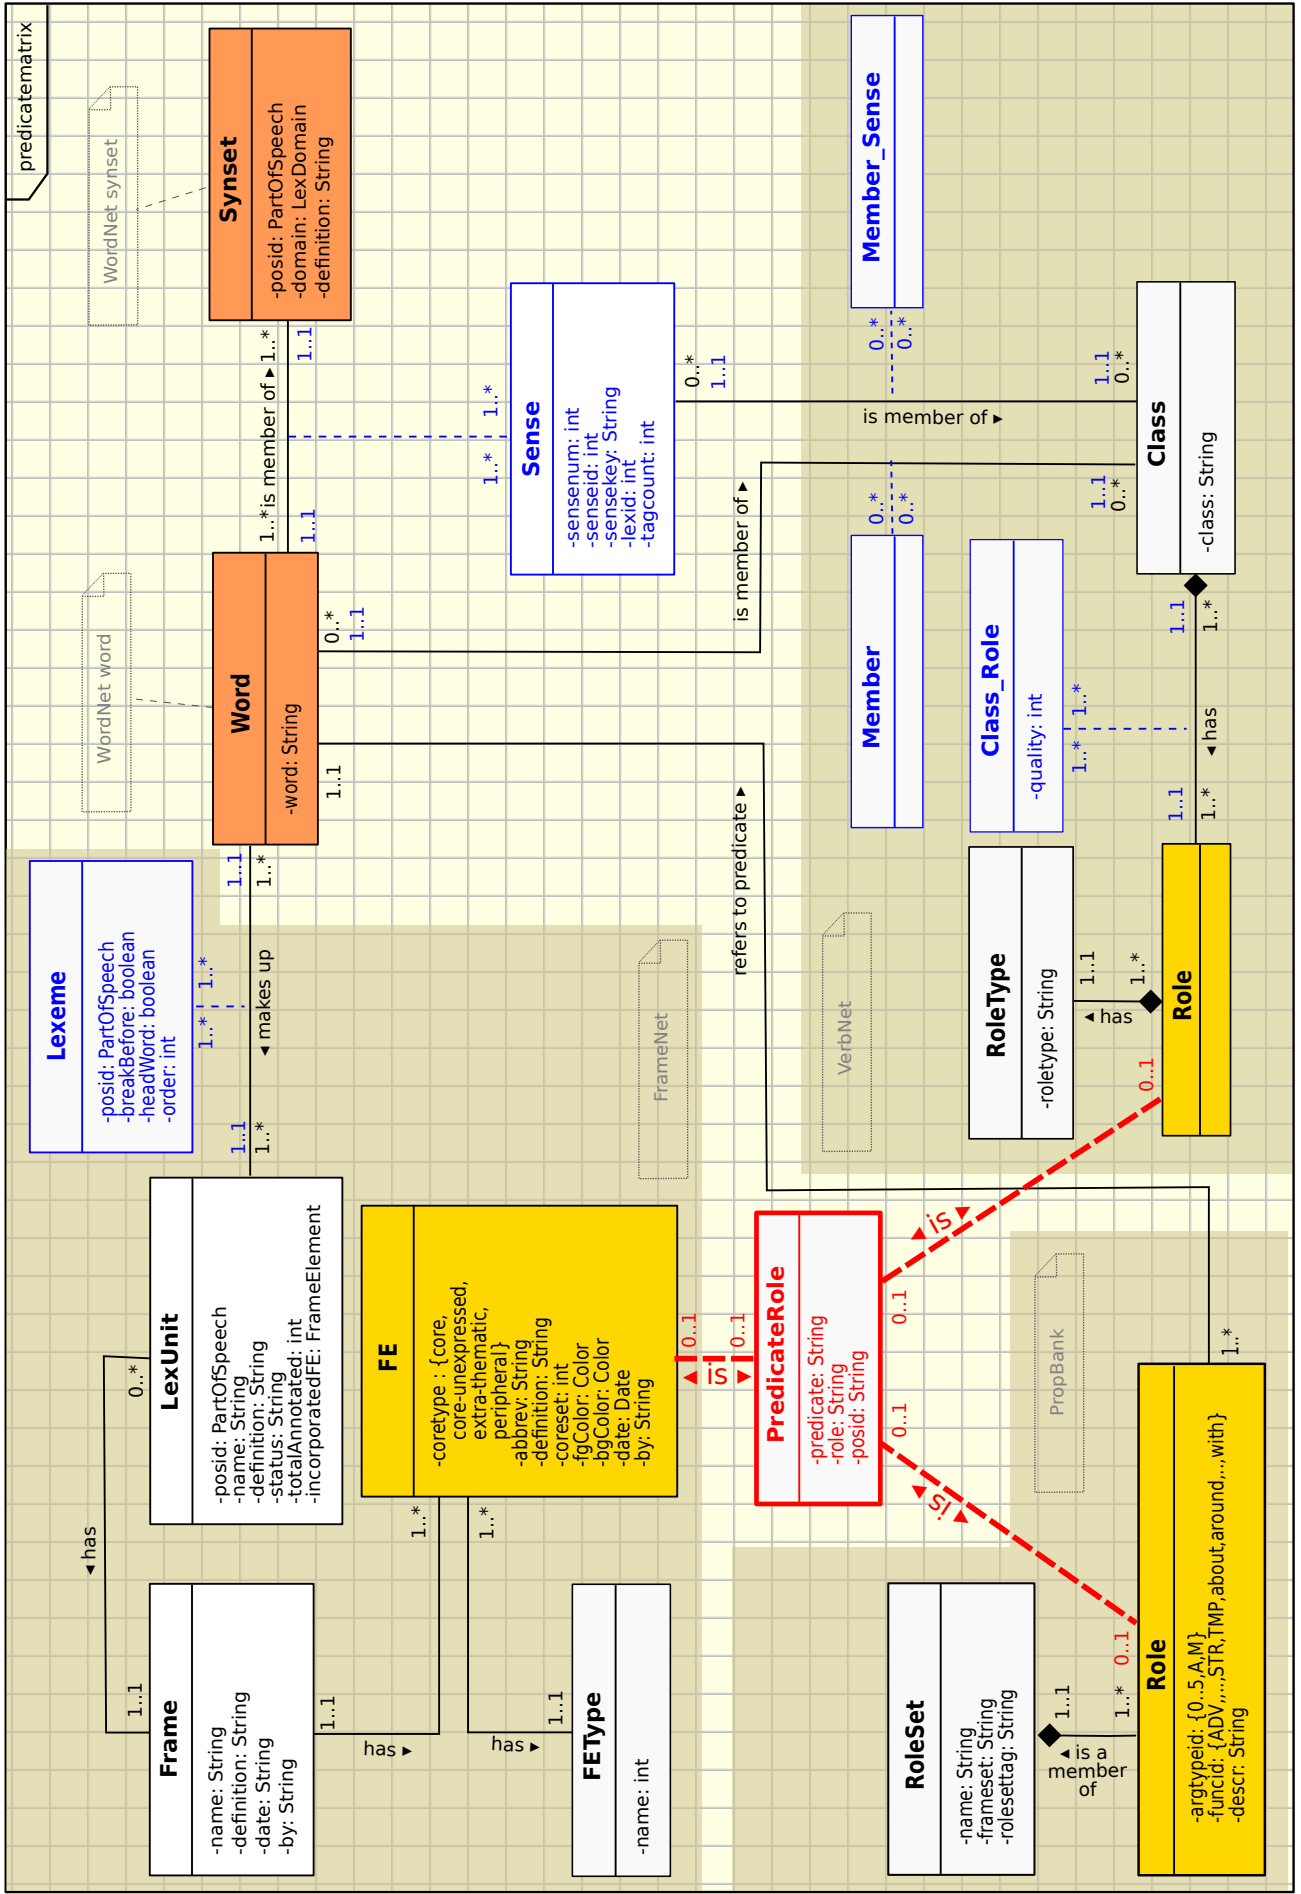 predicatematrix
Lexeme
-posid: PartOfSpeech
-breakBefore: boolean
-headWord: boolean
-order: int
WordNet word
WordNet synset
◄ has
0..*
1..1
Frame
-name: String
-definition: String
-date: String
-by: String
LexUnit
-posid: PartOfSpeech
-name: String
-definition: String
-status: String
-totalAnnotated: int
-incorporatedFE: FrameElement
1..*
1..*
1..1
1..*
◄ makes up
1..1
1..*
Word
-word: String
1..*
is member of ►
1..*
1..1
1..1
Synset
-posid: PartOfSpeech
-domain: LexDomain
-definition: String
1..1
has ►
1..*
FE
-coretype : {core,
core-unexpressed,
extra-thematic,
peripheral}
-abbrev: String
-definition: String
-coreset: int
-fgColor: Color
-bgColor: Color
-date: Date
-by: String
1..*
1..1
has ►
FEType
-name: int
1..1
0..*
1..1
1..*
1..*
Sense
-sensenum: int
-senseid: int
-sensekey: String
-lexid: int
-tagcount: int
FrameNet
0..1
◄ is ►
0..1
0..*
1..1
refers to predicate ►
is member of ►
PredicateRole
-predicate: String
-role: String
-posid: String
0..1
0..1
◄ is ►
◄ is ►
VerbNet
Member
0..*
0..*
is member of ►
0..*
0..*
Member_Sense
RoleSet
-name: String
-frameset: String
-rolesettag: String
RoleType
-roletype: String
Class_Role
-quality: int
1..*
1..*
PropBank
1..1
◄ is a
member
of
1..*
0..1
1..1
◄ has
1..*
0..1
1..1
0..*
1..1
0..*
Role
-argtypeid: {0..5,A,M}
-funcid: {ADV,,..,STR,TMP,about,around,..,with}
-descr: String
1..*
Role
1..1
1..*
◄ has
1..1
1..*
Class
-class: String